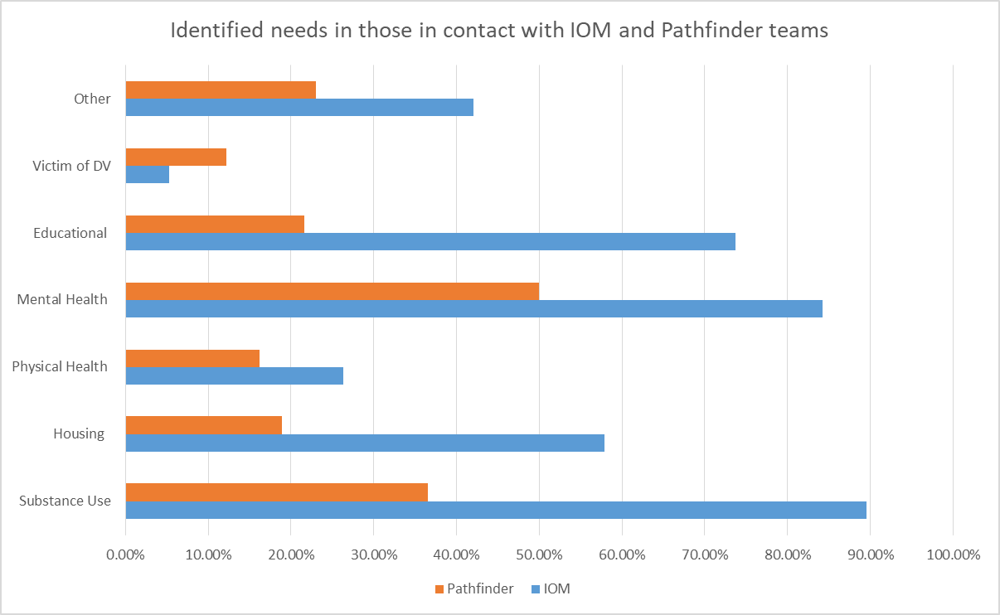 Identified needs in those in contact with IOM and Pathfinder teams
Other
Victim of DV
Educational
Mental Health
Physical Health
Housing
Substance Use
0.00% 10.00% 20.00% 30.00% 40.00% 50.00% 60.00% 70.00% 80.00% 90.00% 100.00%
Pathfinder IOM